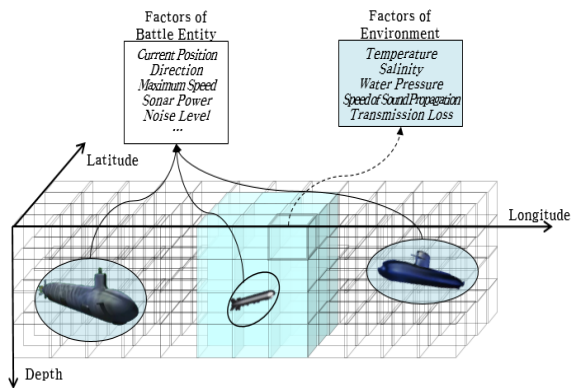 Factors of
Battle Entity
Current Position
Direction
Maximum Speed
Sonar Power
Noise Level
...
Factors of
Environment
Temperature
Salinity
Water Pressure
Speed of Sound Propagation
Transmission Loss
Latitude
Longitude
Depth